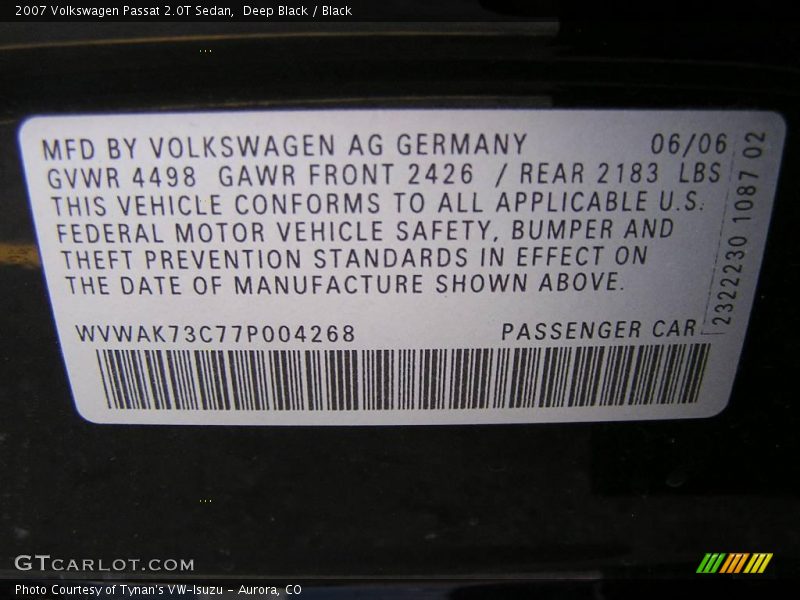 2007 Volkswagen Passat 2.0T Sedan,  Deep Black / Black
MFD BY VOLKSWAGEN AG GERMANY 06/06
GVWR 4498 GAWR FRONT 2426 / REAR 2183 LBS
THIS VEHICLE CONFORMS TO ALL APPLICABLE U.S.
FEDERAL MOTOR VEHICLE SAFETY, BUMPER AND
THEFT PREVENTION STANDARDS IN EFFECT ON
THE DATE OF MANUFACTURE SHOWN ABOVE.
WVWAK73C77P004268 PASSENGER CAR
2322230 1087 02
GTCARLOT.COM
Photo Courtesy of Tynan's VW-Isuzu – Aurora, CO